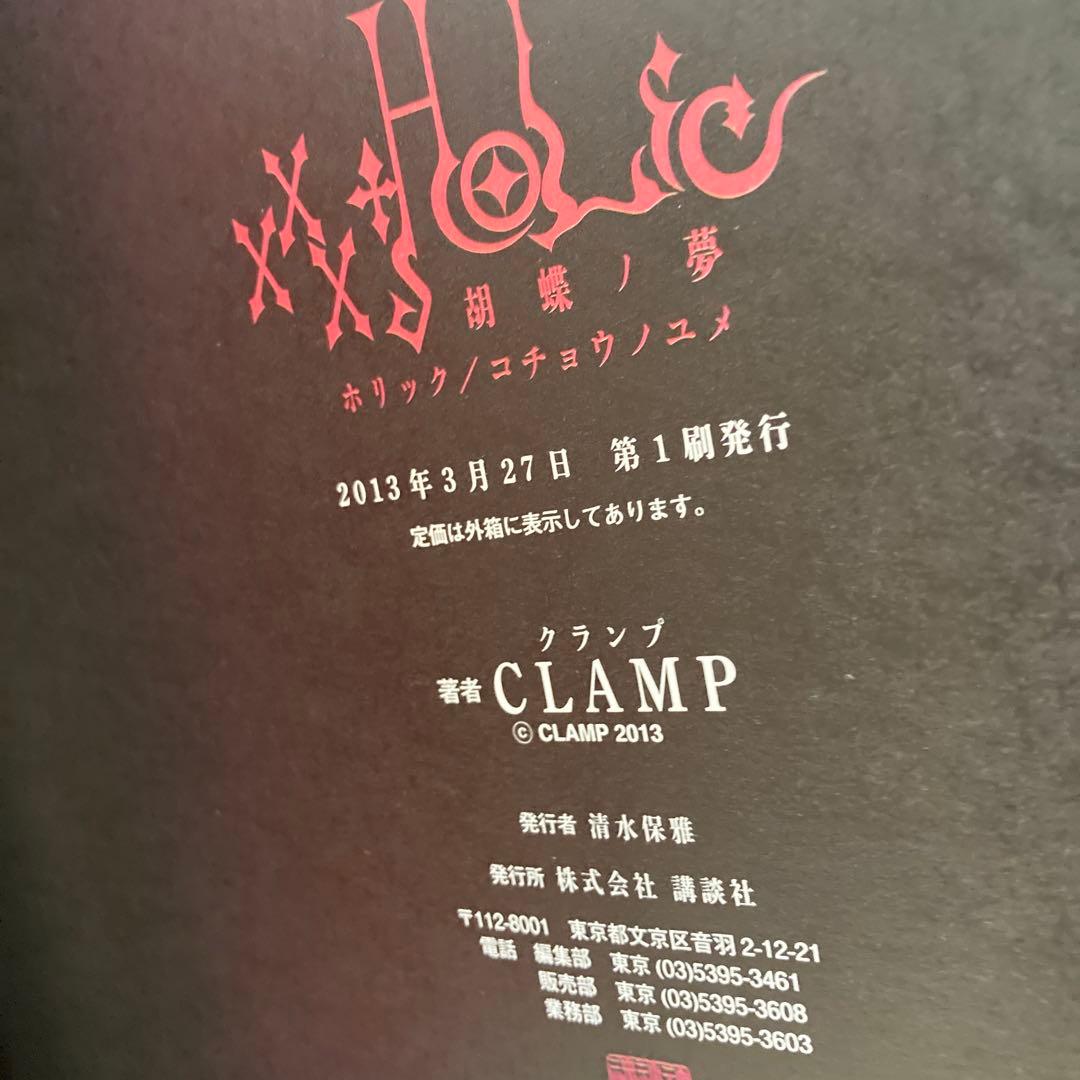 xxxHOLiC
胡蝶ノ夢
ホリック/コチョウノユメ
2013年3月27日 第1刷発行
定価は外箱に表示してあります。
クランプ
著者 CLAMP
© CLAMP 2013
発行者 清水保雅
発行所 株式会社 講談社
〒112-8001 東京都文京区音羽2-12-21
電話 編集部 東京 (03)5395-3461
販売部 東京 (03)5395-3608
業務部 東京 (03)5395-3603